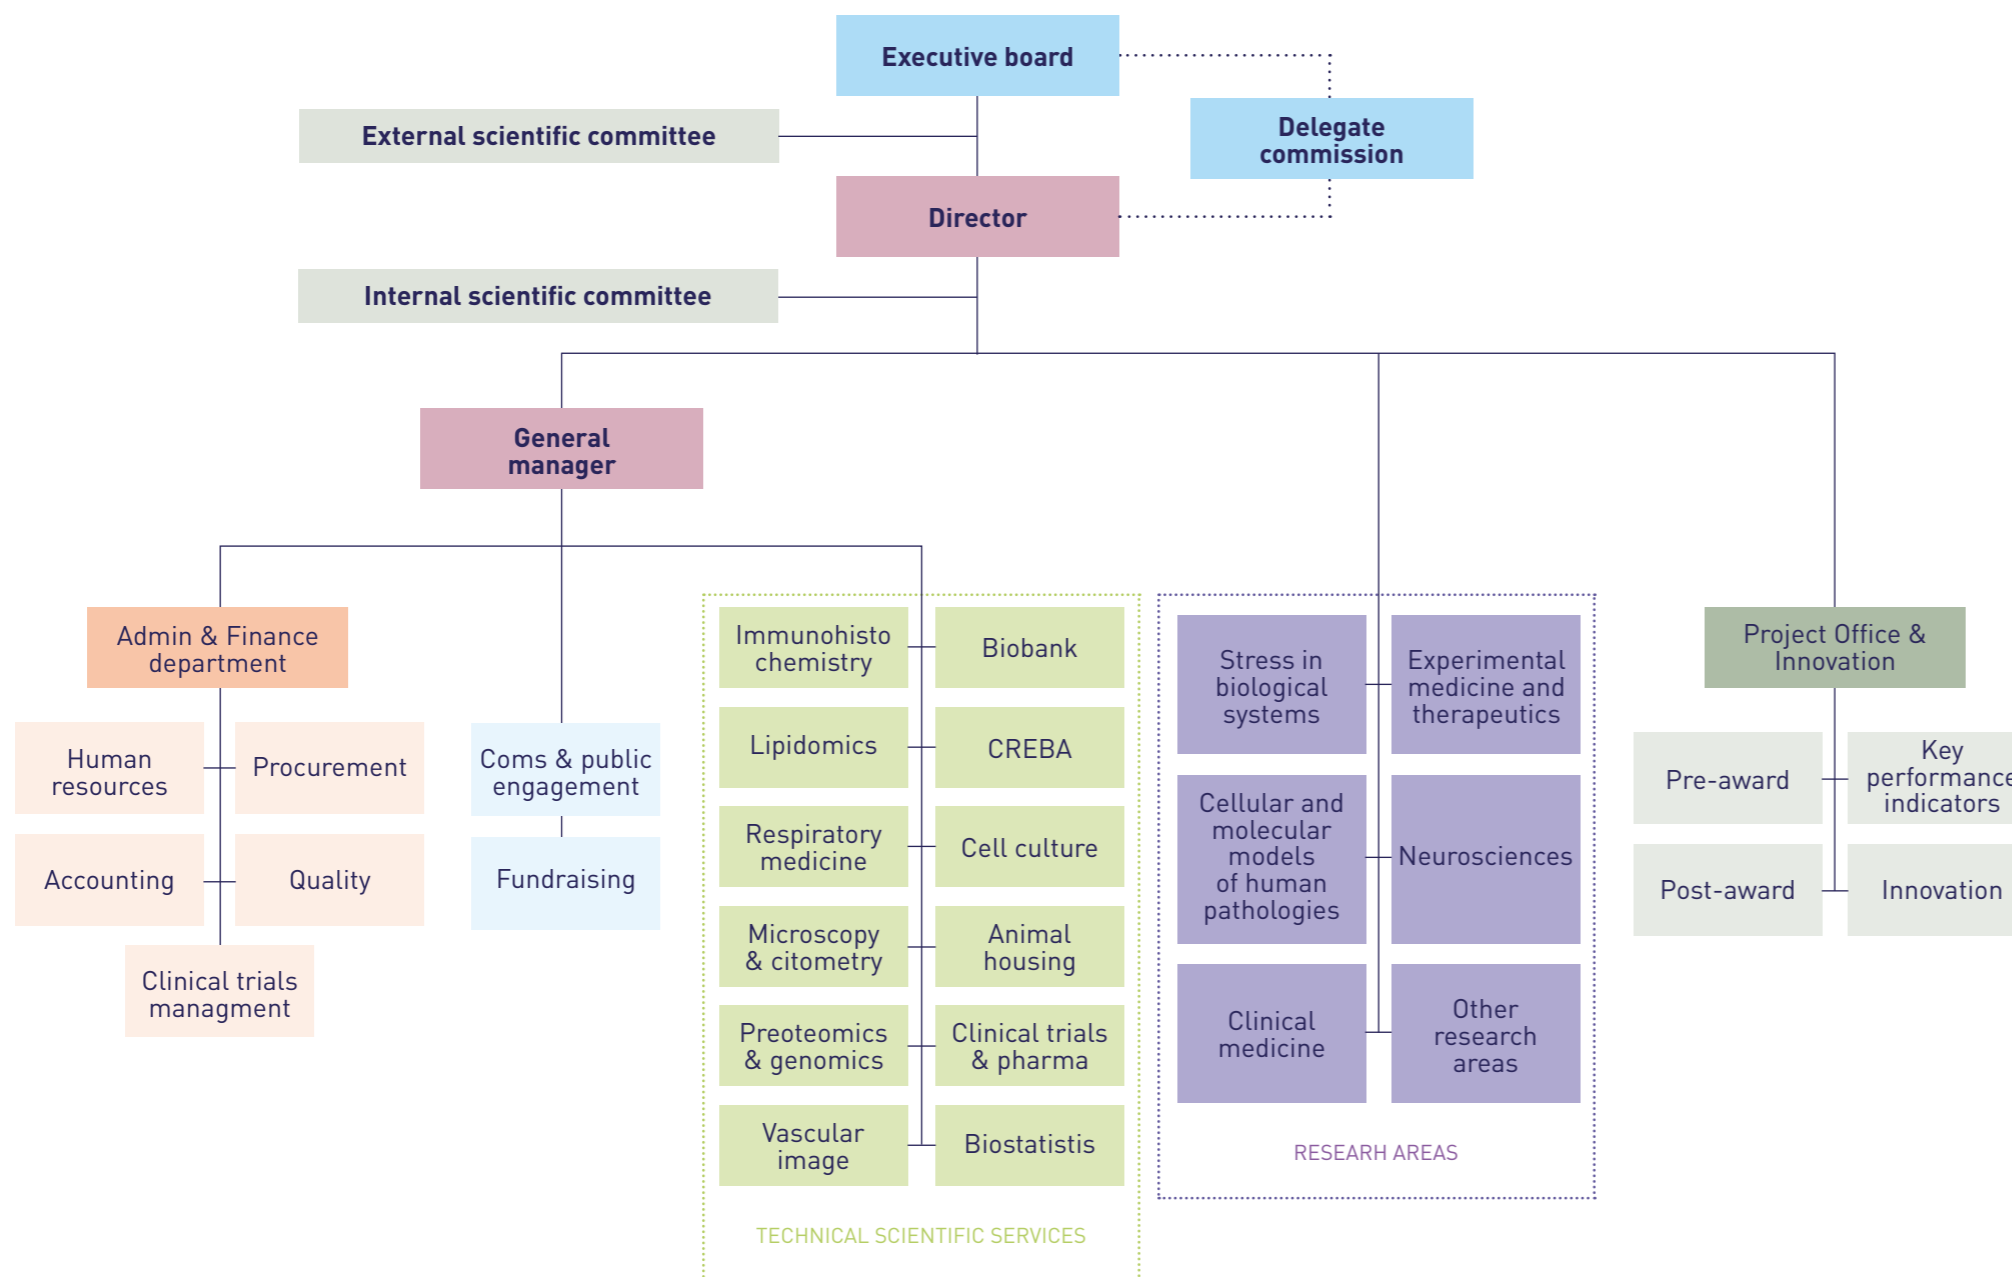 Executive board
Delegate
commission
External scientific committee
Director
Internal scientific committee
General
manager
Admin & Finance
department
Human
resources
Procurement
Accounting
Quality
Clinical trials
managment
Coms & public
engagement
Fundraising
Immunohisto
chemistry
Biobank
Lipidomics
CREBA
Respiratory
medicine
Cell culture
Microscopy
& citometry
Animal
housing
Preoteomics
& genomics
Clinical trials
& pharma
Vascular
image
Biostatistis
TECHNICAL SCIENTIFIC SERVICES
Stress in
biological
systems
Experimental
medicine and
therapeutics
Cellular and
molecular
models
of human
pathologies
Neurosciences
Clinical
medicine
Other
research
areas
RESEARH AREAS
Project Office &
Innovation
Pre-award
Key
performance
indicators
Post-award
Innovation